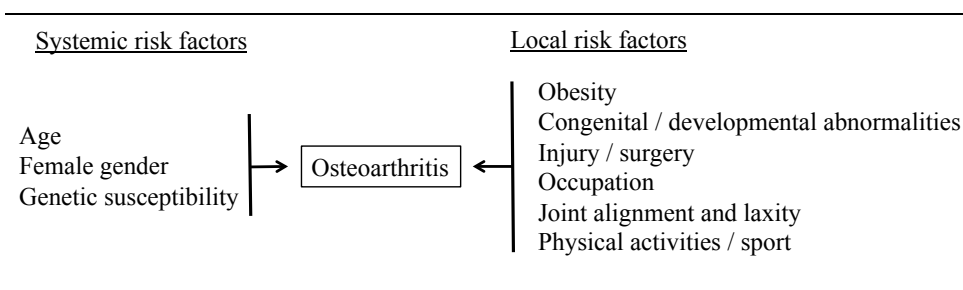 Systemic risk factors
Age
Female gender
Genetic susceptibility
Osteoarthritis
Local risk factors
Obesity
Congenital / developmental abnormalities
Injury / surgery
Occupation
Joint alignment and laxity
Physical activities / sport